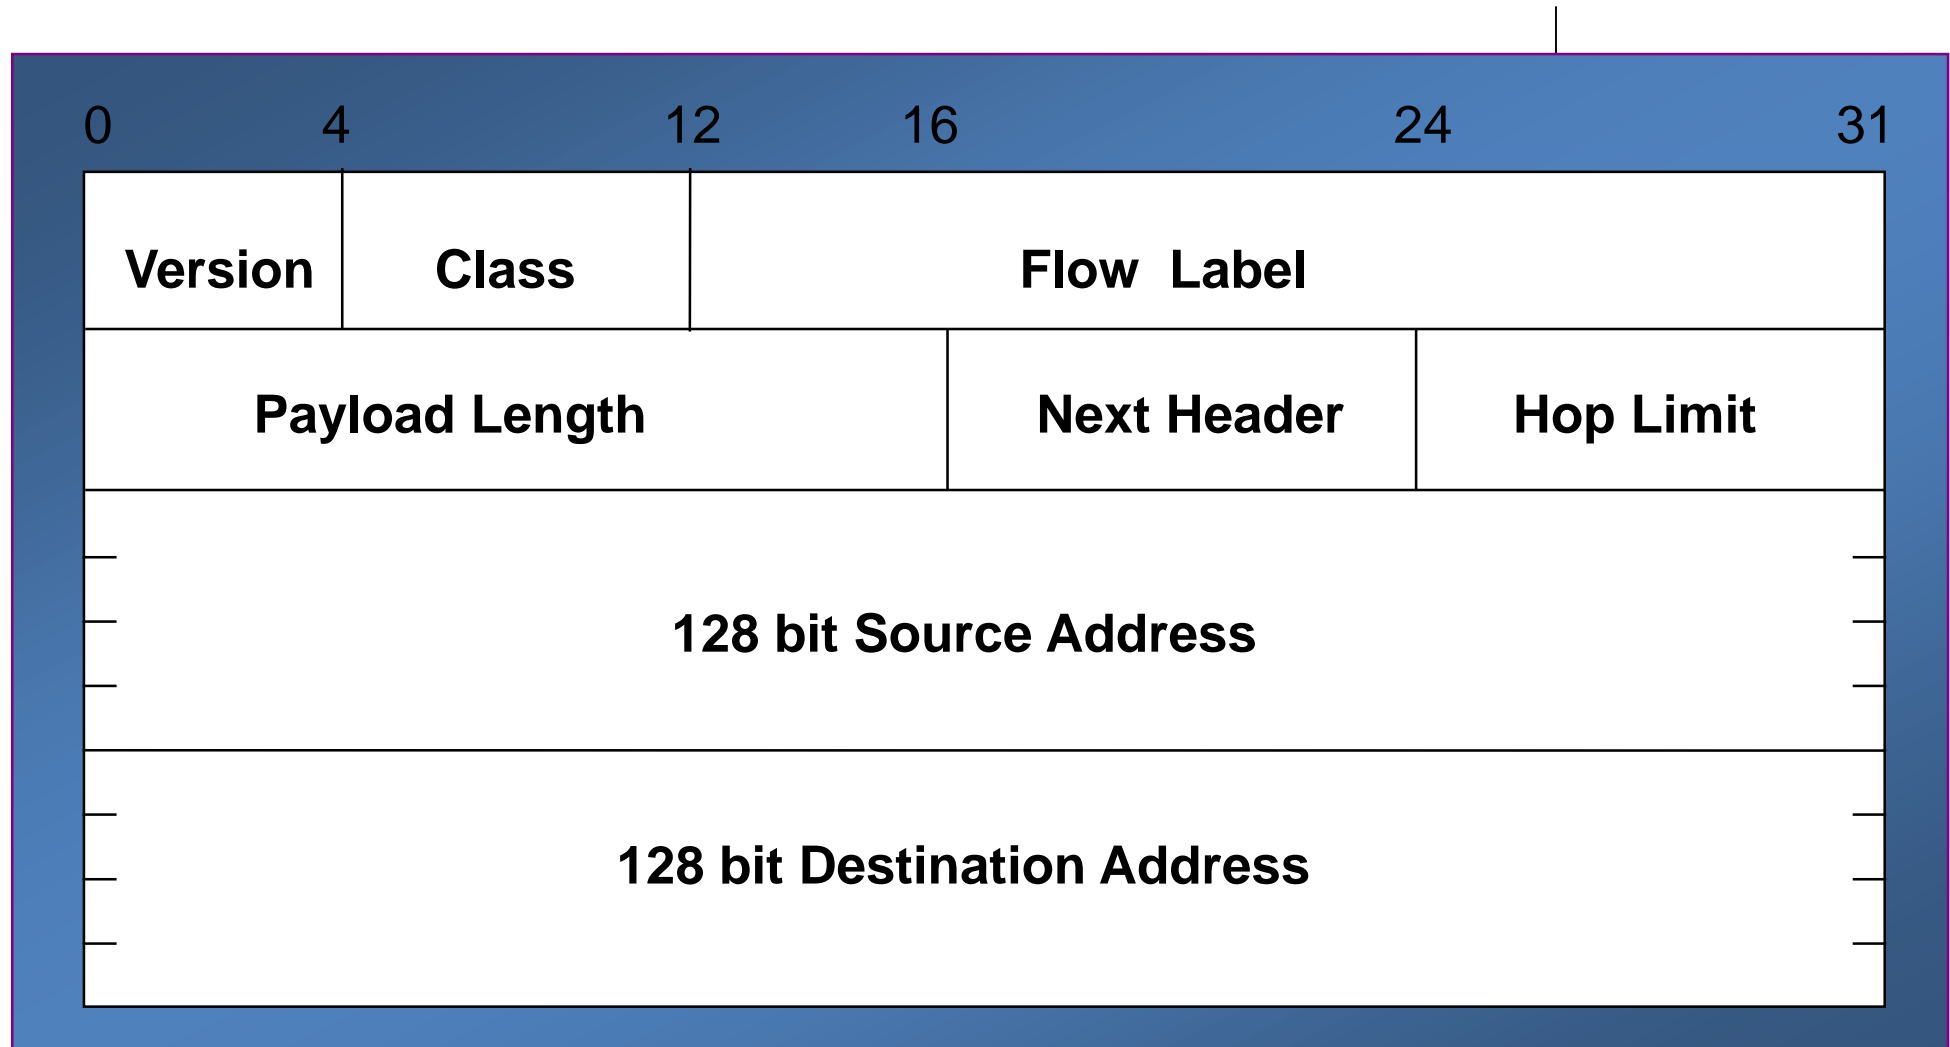 0 4 12 16 24 31
Version Class Flow Label
Payload Length Next Header Hop Limit
128 bit Source Address
128 bit Destination Address